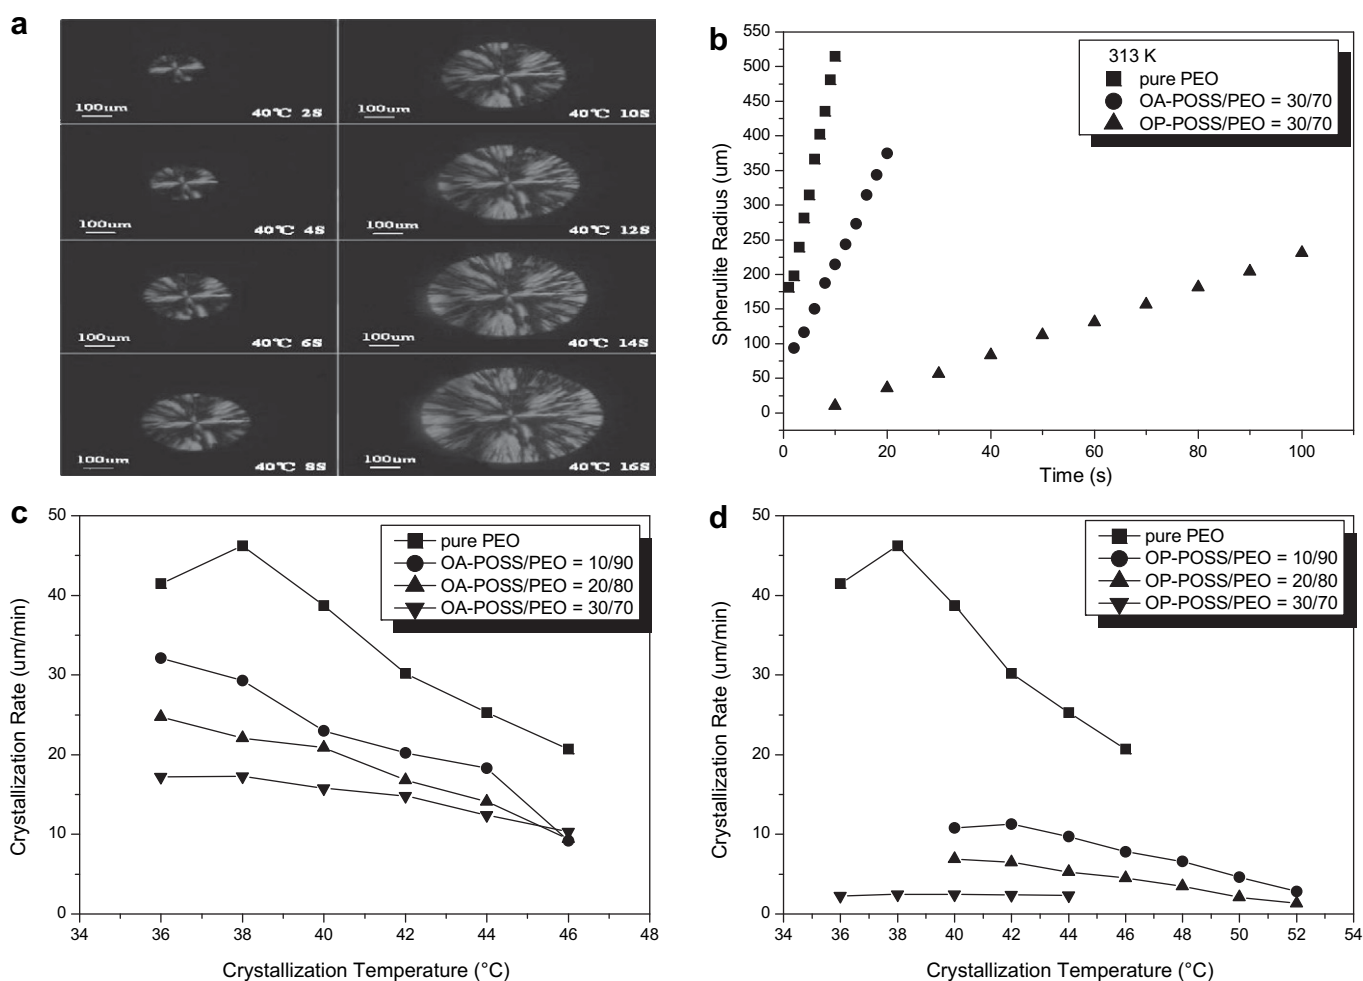 a
100um
40℃ 2S
100um
40℃ 10S
100um
40℃ 4S
100um
40℃ 12S
100um
40℃ 6S
100um
40℃ 14S
100um
40℃ 8S
100um
40℃ 16S
b
550
500
450
400
350
300
250
200
150
100
50
0
Spherulite Radius (um)
313 K
pure PEO
OA-POSS/PEO = 30/70
OP-POSS/PEO = 30/70
0 20 40 60 80 100
Time (s)
c
50
40
30
20
10
0
Crystallization Rate (um/min)
pure PEO
OA-POSS/PEO = 10/90
OA-POSS/PEO = 20/80
OA-POSS/PEO = 30/70
34 36 38 40 42 44 46 48
Crystallization Temperature (°C)
d
50
40
30
20
10
0
Crystallization Rate (um/min)
pure PEO
OP-POSS/PEO = 10/90
OP-POSS/PEO = 20/80
OP-POSS/PEO = 30/70
34 36 38 40 42 44 46 48 50 52 54
Crystallization Temperature (°C)